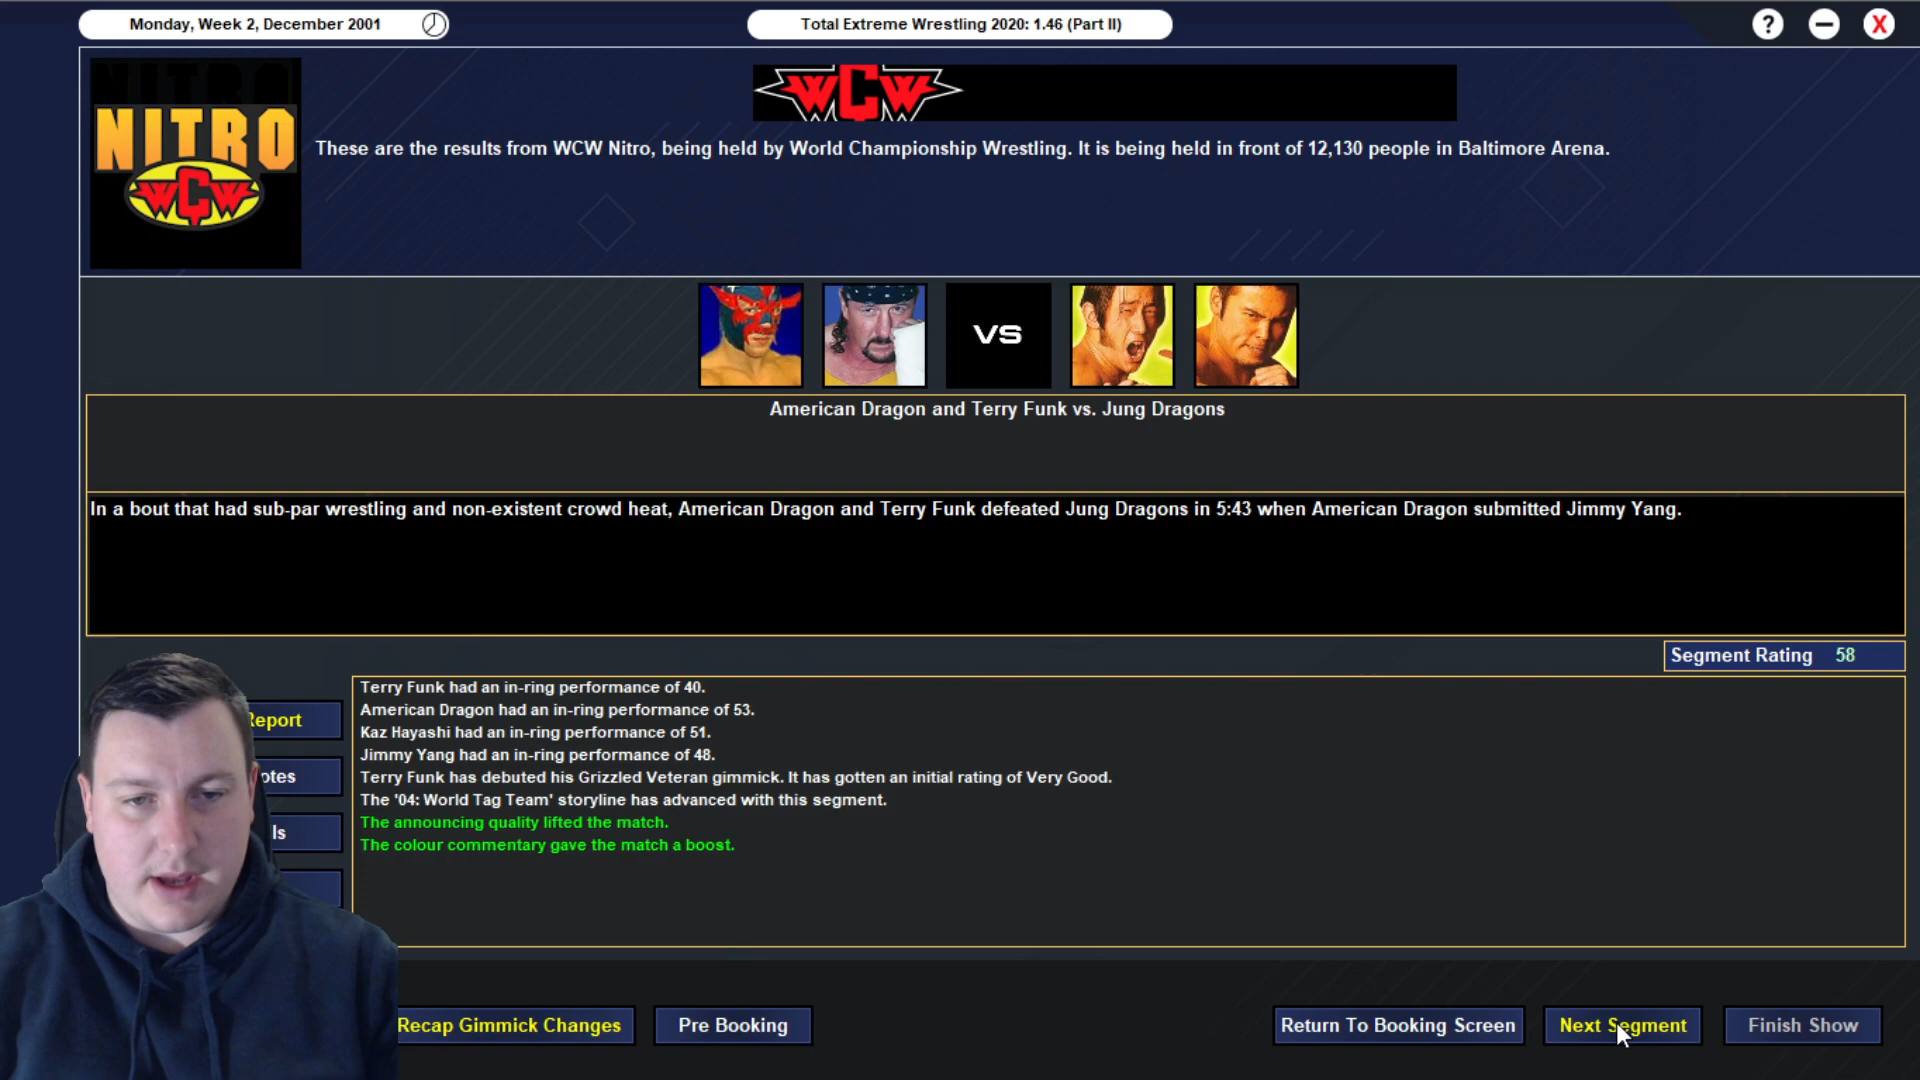 Monday, Week 2, December 2001
Total Extreme Wrestling 2020: 1.46 (Part II)
?
X
NITRO
NITRO
WCW
WCW
These are the results from WCW Nitro, being held by World Championship Wrestling. It is being held in front of 12,130 people in Baltimore Arena.
VS
American Dragon and Terry Funk vs. Jung Dragons
In a bout that had sub-par wrestling and non-existent crowd heat, American Dragon and Terry Funk defeated Jung Dragons in 5:43 when American Dragon submitted Jimmy Yang.
Segment Rating 58
Report
otes
ls
Terry Funk had an in-ring performance of 40.
American Dragon had an in-ring performance of 53.
Kaz Hayashi had an in-ring performance of 51.
Jimmy Yang had an in-ring performance of 48.
Terry Funk has debuted his Grizzled Veteran gimmick. It has gotten an initial rating of Very Good.
The '04: World Tag Team' storyline has advanced with this segment.
The announcing quality lifted the match.
The colour commentary gave the match a boost.
Recap Gimmick Changes
Pre Booking
Return To Booking Screen
Next Segment
Finish Show